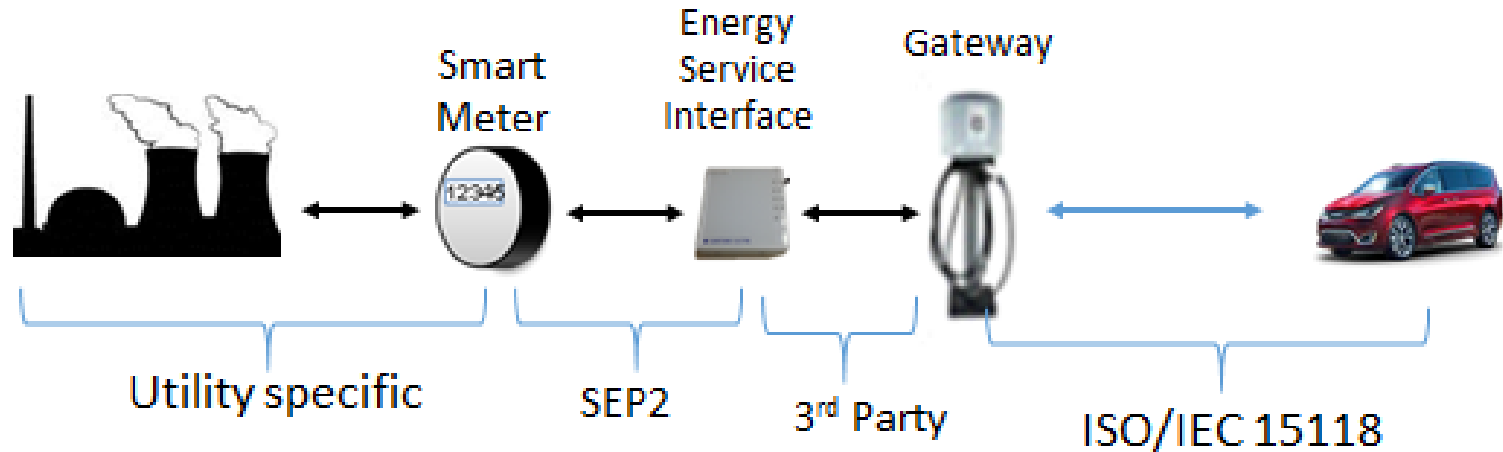 Energy
Service
Interface
Gateway
Smart
Meter
12345
Utility specific
SEP2
3rd Party
ISO/IEC 15118